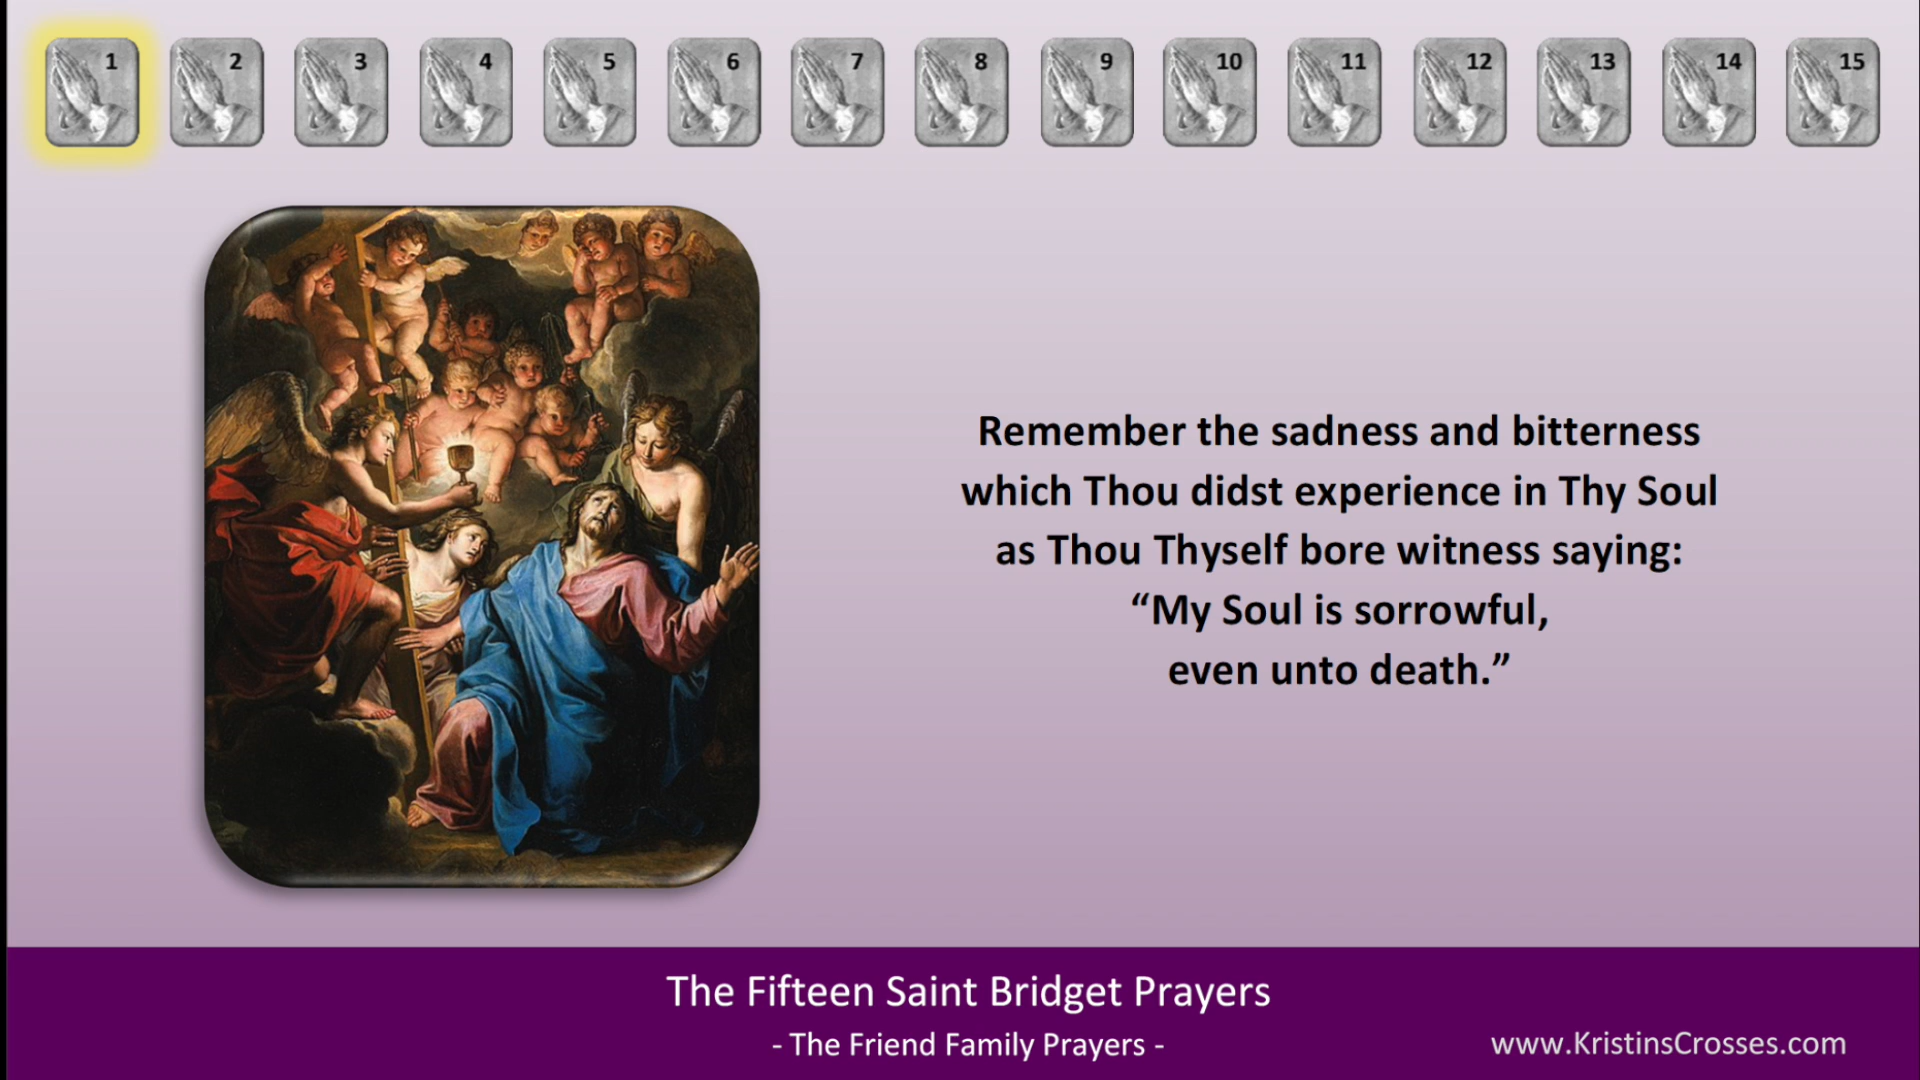 1 2 3 4 5 6 7 8 9 10 11 12 13 14 15
Remember the sadness and bitterness
which Thou didst experience in Thy Soul
as Thou Thyself bore witness saying:
“My Soul is sorrowful,
even unto death.”
The Fifteen Saint Bridget Prayers
- The Friend Family Prayers -
www.KristinsCrosses.com